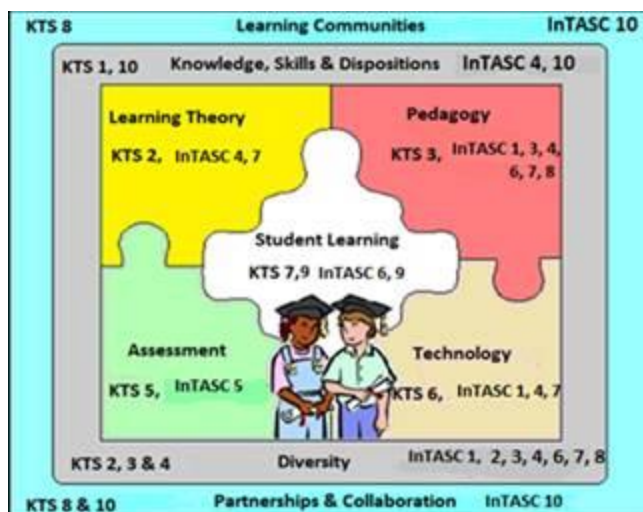 KTS 8 Learning Communities InTASC 10
KTS 1, 10 Knowledge, Skills & Dispositions InTASC 4, 10
Learning Theory
KTS 2, InTASC 4, 7
Pedagogy
KTS 3, InTASC 1, 3, 4,
6, 7, 8
Student Learning
KTS 7,9 InTASC 6, 9
Assessment
KTS 5, InTASC 5
Technology
KTS 6, InTASC 1, 4, 7
KTS 2, 3 & 4 Diversity InTASC 1, 2, 3, 4, 6, 7, 8
KTS 8 & 10 Partnerships & Collaboration InTASC 10